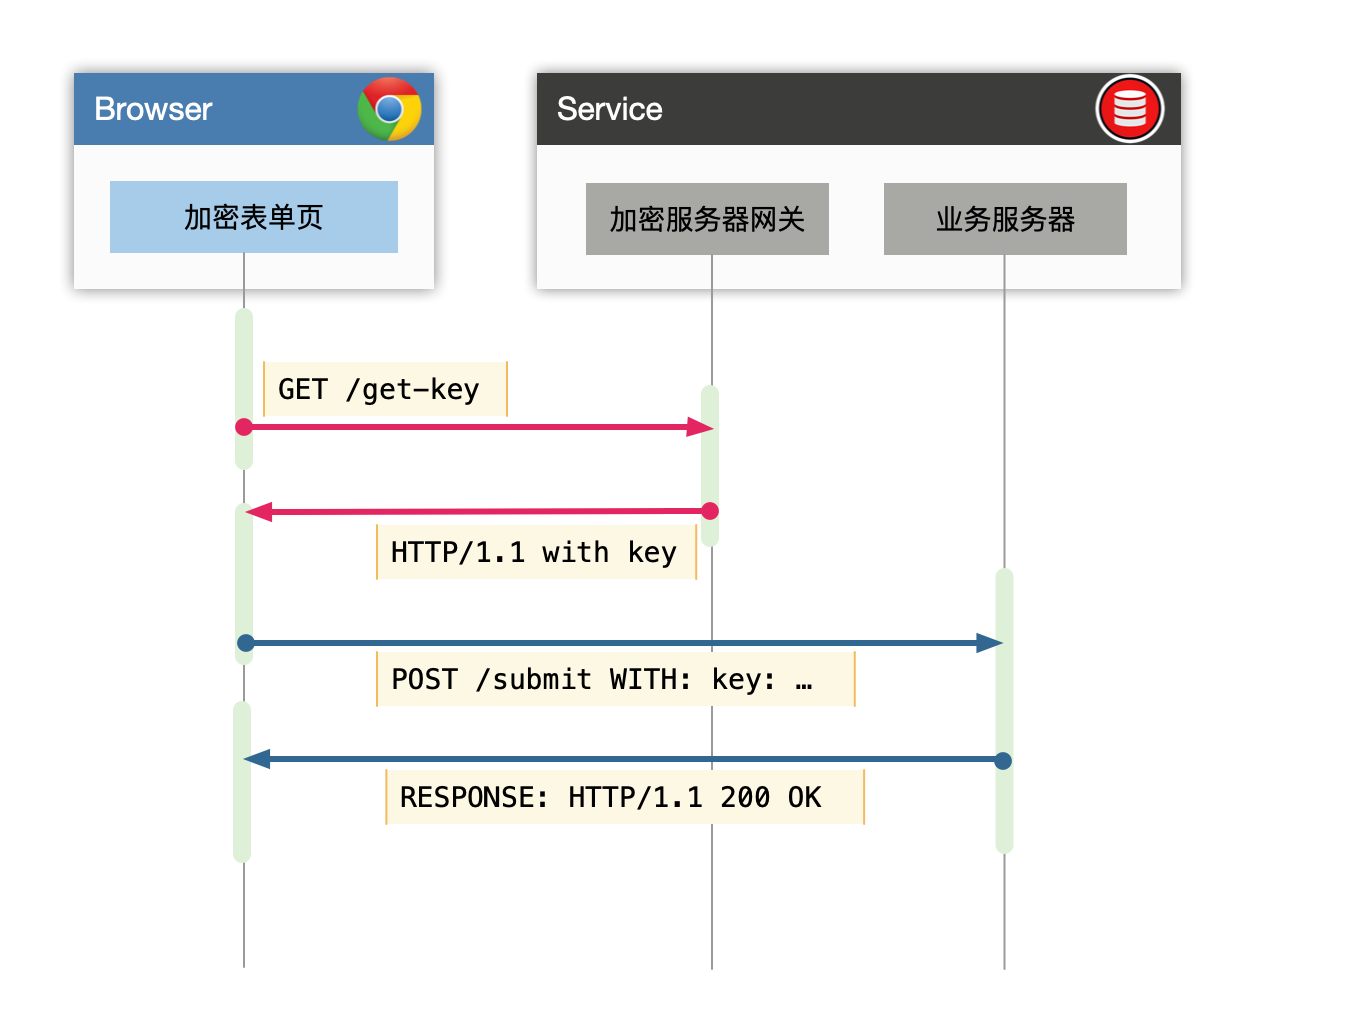 Browser
Service
加密表单页
加密服务器网关
业务服务器
GET /get-key
HTTP/1.1 with key
POST /submit WITH: key: …
RESPONSE: HTTP/1.1 200 OK